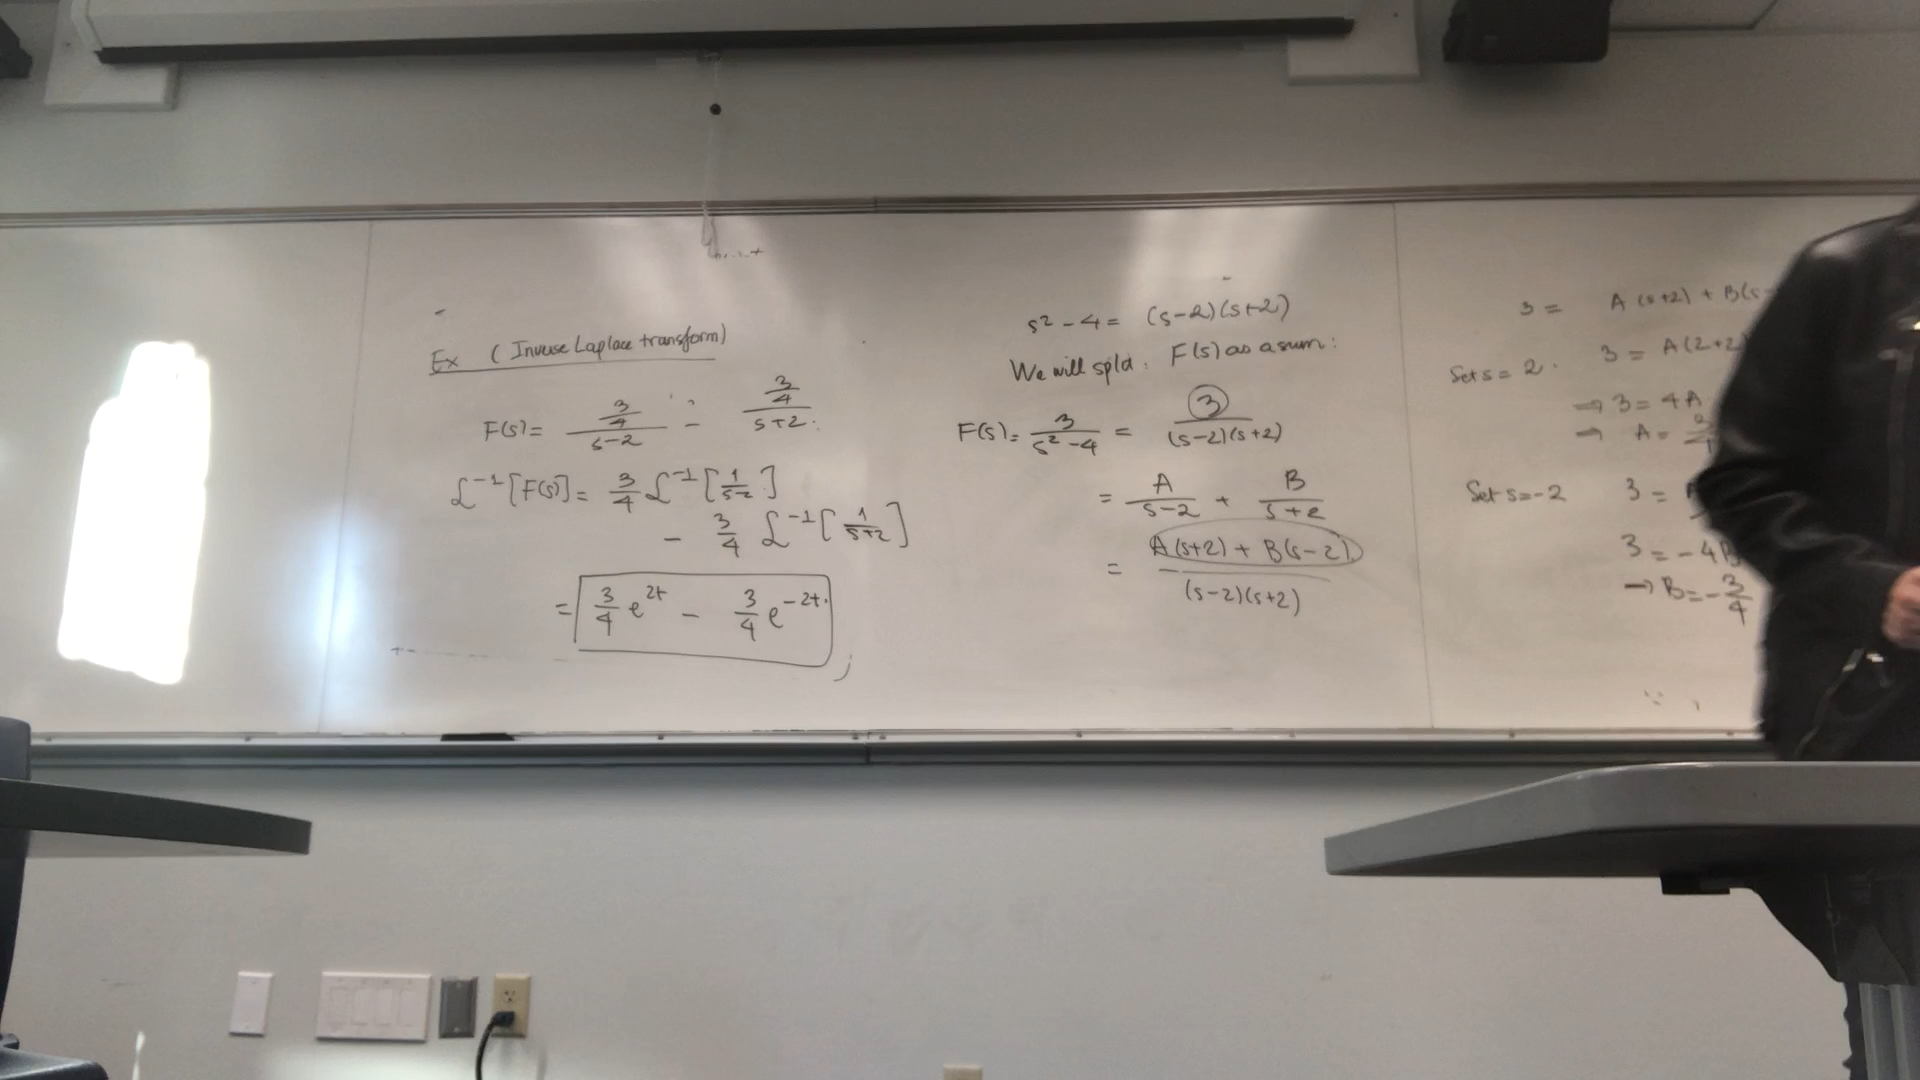 Ex (Inverse Laplace transform)
F(s) = 3/4 / s-2 - 3/4 / s+2
ℒ⁻¹[F(s)] = 3/4 ℒ⁻¹[1/s-2]
- 3/4 ℒ⁻¹[1/s+2]
= 3/4 e^2t - 3/4 e^-2t
s² - 4 = (s-2)(s+2)
We will F(s) as a sum:
F(s) = 3/s²-4 = 3/(s-2)(s+2)
= A/s-2 + B/s+2
= A(s+2) + B(s-2)/(s-2)(s+2)
3 = A(s+2) + B(s-
Set s = 2. 3 = A(2+2)
→ 3 = 4A
→ A =
Set s = -2 3 =
3 = -4B
→ B = -3/4